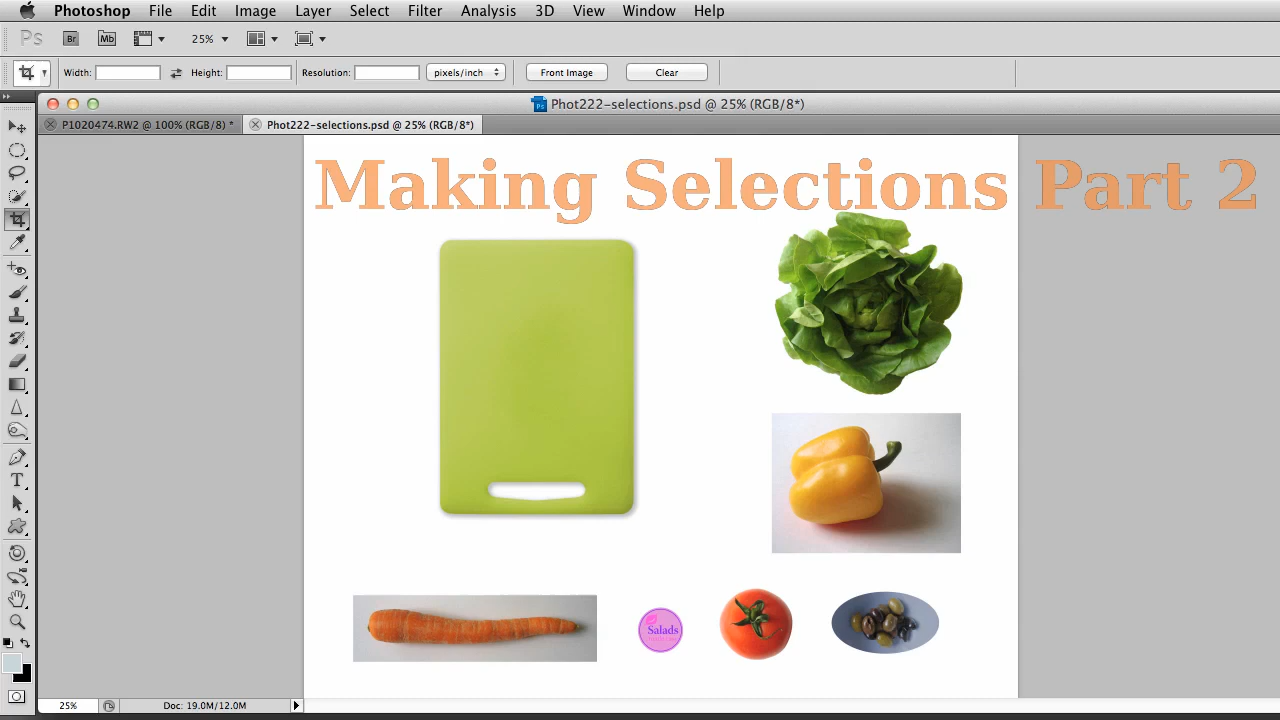 Photoshop File Edit Image Layer Select Filter Analysis 3D View Window Help
Ps Br Mb 25%
Width: Height: Resolution: pixels/inch Front Image Clear
Phot222-selections.psd @ 25% (RGB/8*)
P1020474.RW2 @ 100% (RGB/8) * Phot222-selections.psd @ 25% (RGB/8*)
Making Selections Part 2
Salads
T
25% Doc: 19.0M/12.0M